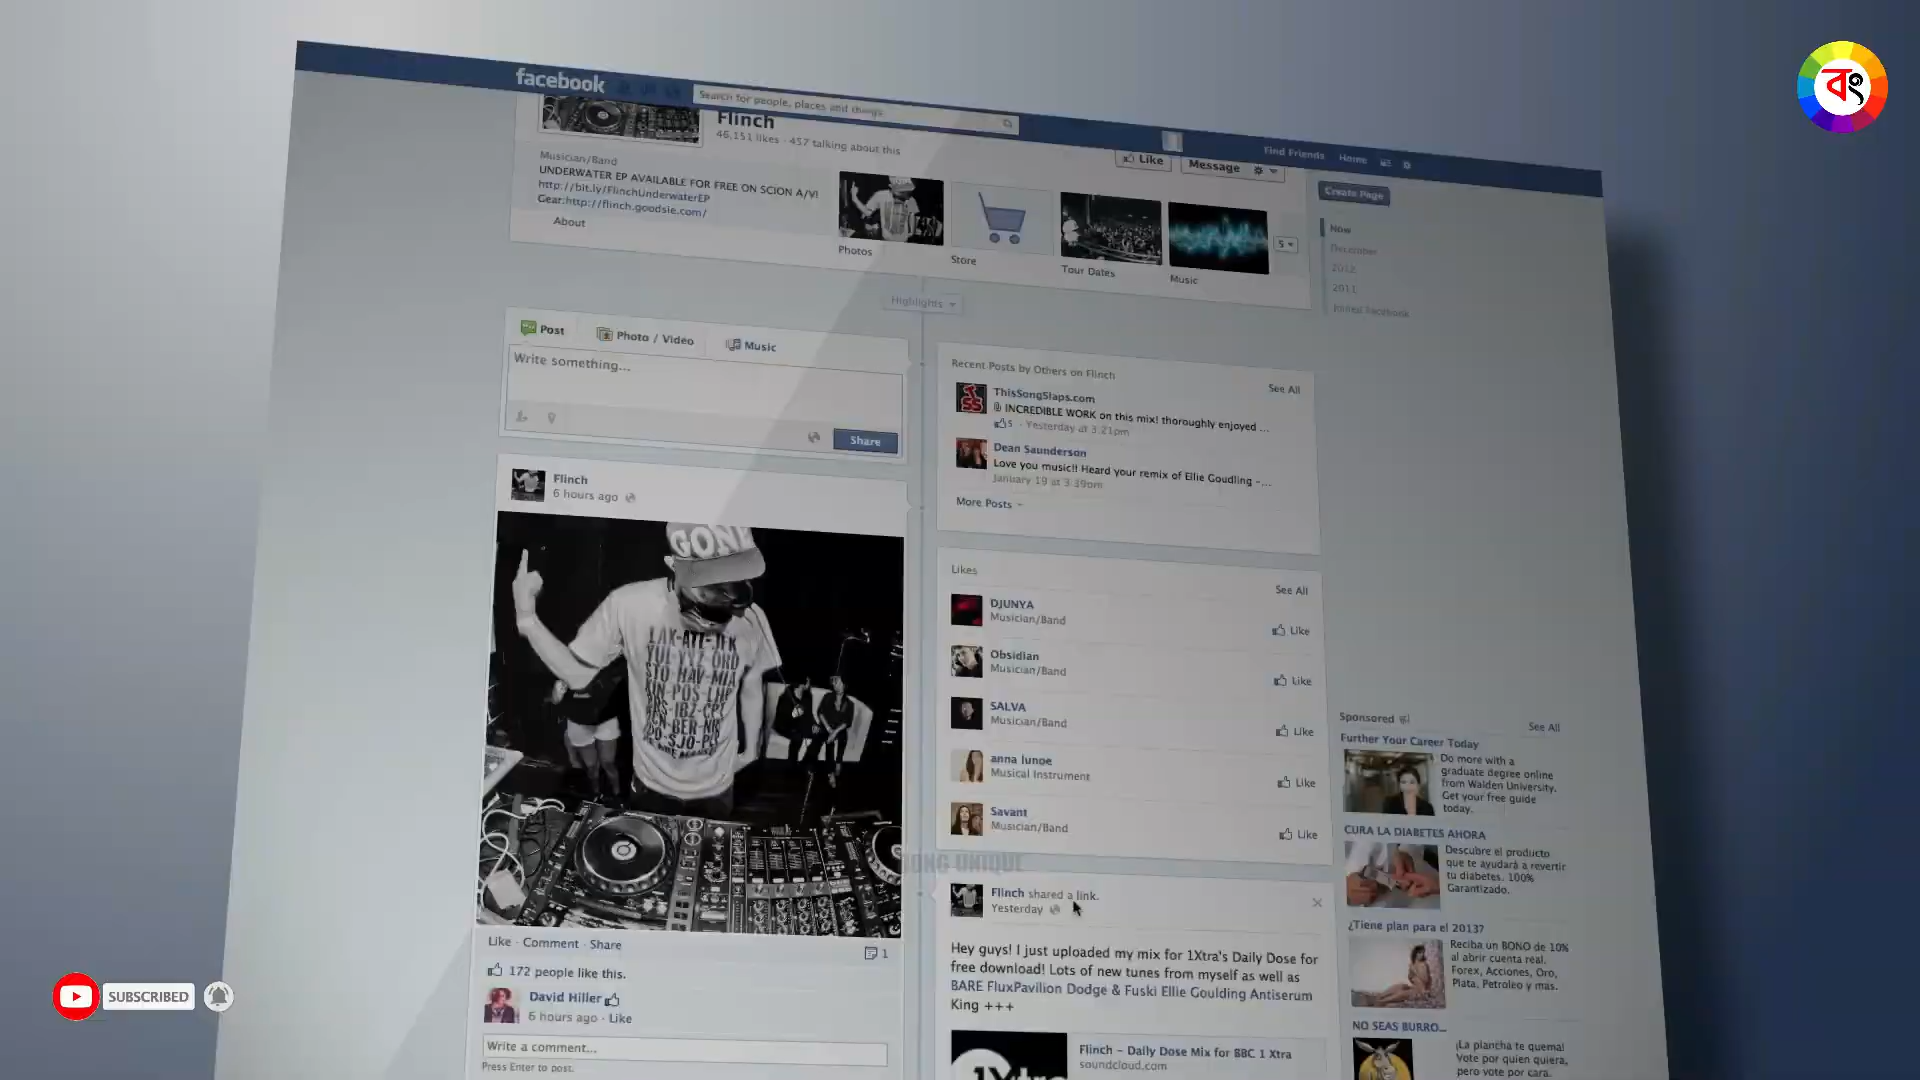 facebook
Search for people, places and things
Find Friends
Home
বং
Flinch
46,151 likes · 457 talking about this
Like
Message
Create Page
Musician/Band
UNDERWATER EP AVAILABLE FOR FREE ON SCION A/V!
http://bit.ly/FlinchUnderwaterEP
Gear:http://flinch.goodsie.com/
About
Photos
Store
Tour Dates
Music
5
Now
December
2012
2011
Joined Facebook
Highlights
Post
Photo / Video
Music
Write something...
Share
Flinch
6 hours ago
GONE
LAX-ATL-JFK
Like · Comment · Share
1
172 people like this.
David Hiller
6 hours ago · Like
Write a comment...
Press Enter to post.
Recent Posts by Others on Flinch
See All
ThisSongSlaps.com
INCREDIBLE WORK on this mix! thoroughly enjoyed ...
5 · Yesterday at 3:21pm
Dean Saunderson
Love you music!! Heard your remix of Ellie Goudling -...
January 19 at 3:39pm
More Posts
Likes
See All
DJUNYA
Musician/Band
Like
Obsidian
Musician/Band
Like
SALVA
Musician/Band
Like
anna lunoe
Musical Instrument
Like
Savant
Musician/Band
Like
BONG UNIQUE
Flinch shared a link.
Yesterday
Hey guys! I just uploaded my mix for 1Xtra's Daily Dose for
free download! Lots of new tunes from myself as well as
BARE FluxPavilion Dodge & Fuski Ellie Goulding Antiserum
King +++
1Xtra
Flinch - Daily Dose Mix for BBC 1 Xtra
soundcloud.com
Sponsored
See All
Further Your Career Today
Do more with a
graduate degree online
from Walden University.
Get your free guide
today.
CURA LA DIABETES AHORA
Descubre el producto
que te ayudará a revertir
tu diabetes. 100%
Garantizado.
¿Tiene plan para el 2013?
Reciba un BONO de 10%
al abrir cuenta real.
Forex, Acciones, Oro,
Plata, Petroleo y mas.
NO SEAS BURRO...
¡La plancha te quema!
Vote por quien quiera,
pero vote por cara.
SUBSCRIBED